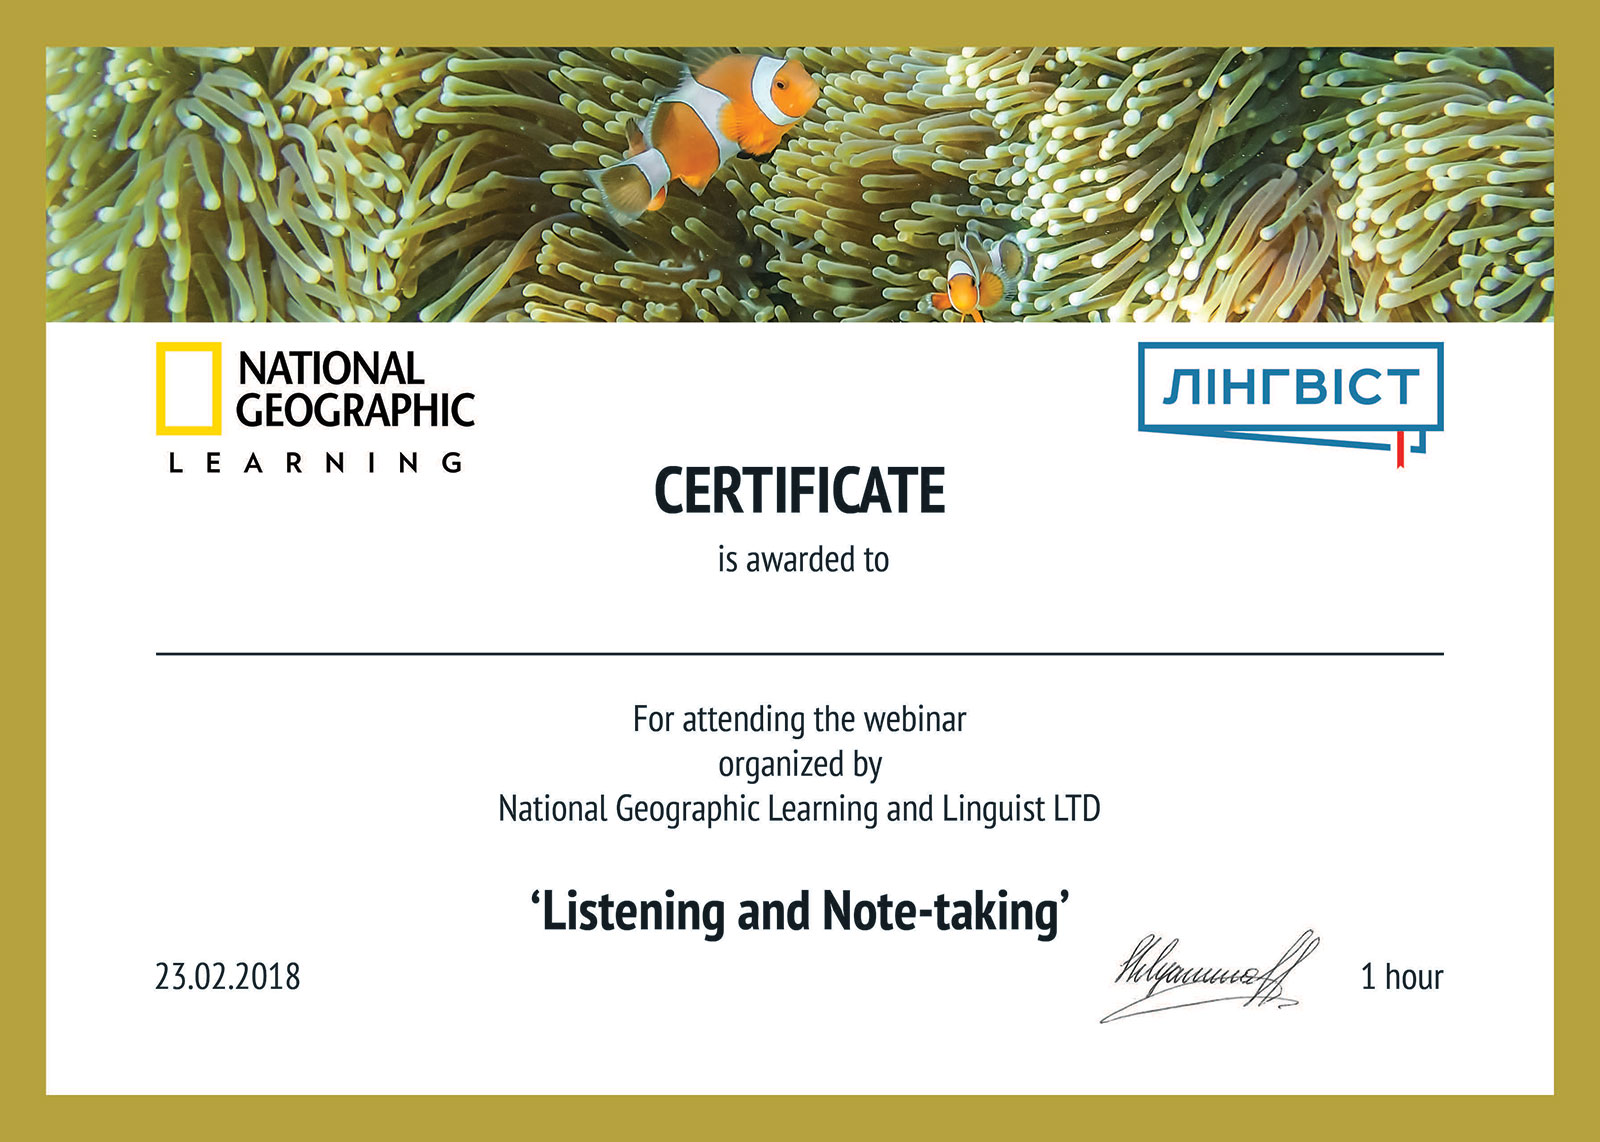 NATIONAL
GEOGRAPHIC
LEARNING
ЛІНГВІСТ
CERTIFICATE
is awarded to
For attending the webinar
organized by
National Geographic Learning and Linguist LTD
‘Listening and Note-taking’
23.02.2018
1 hour